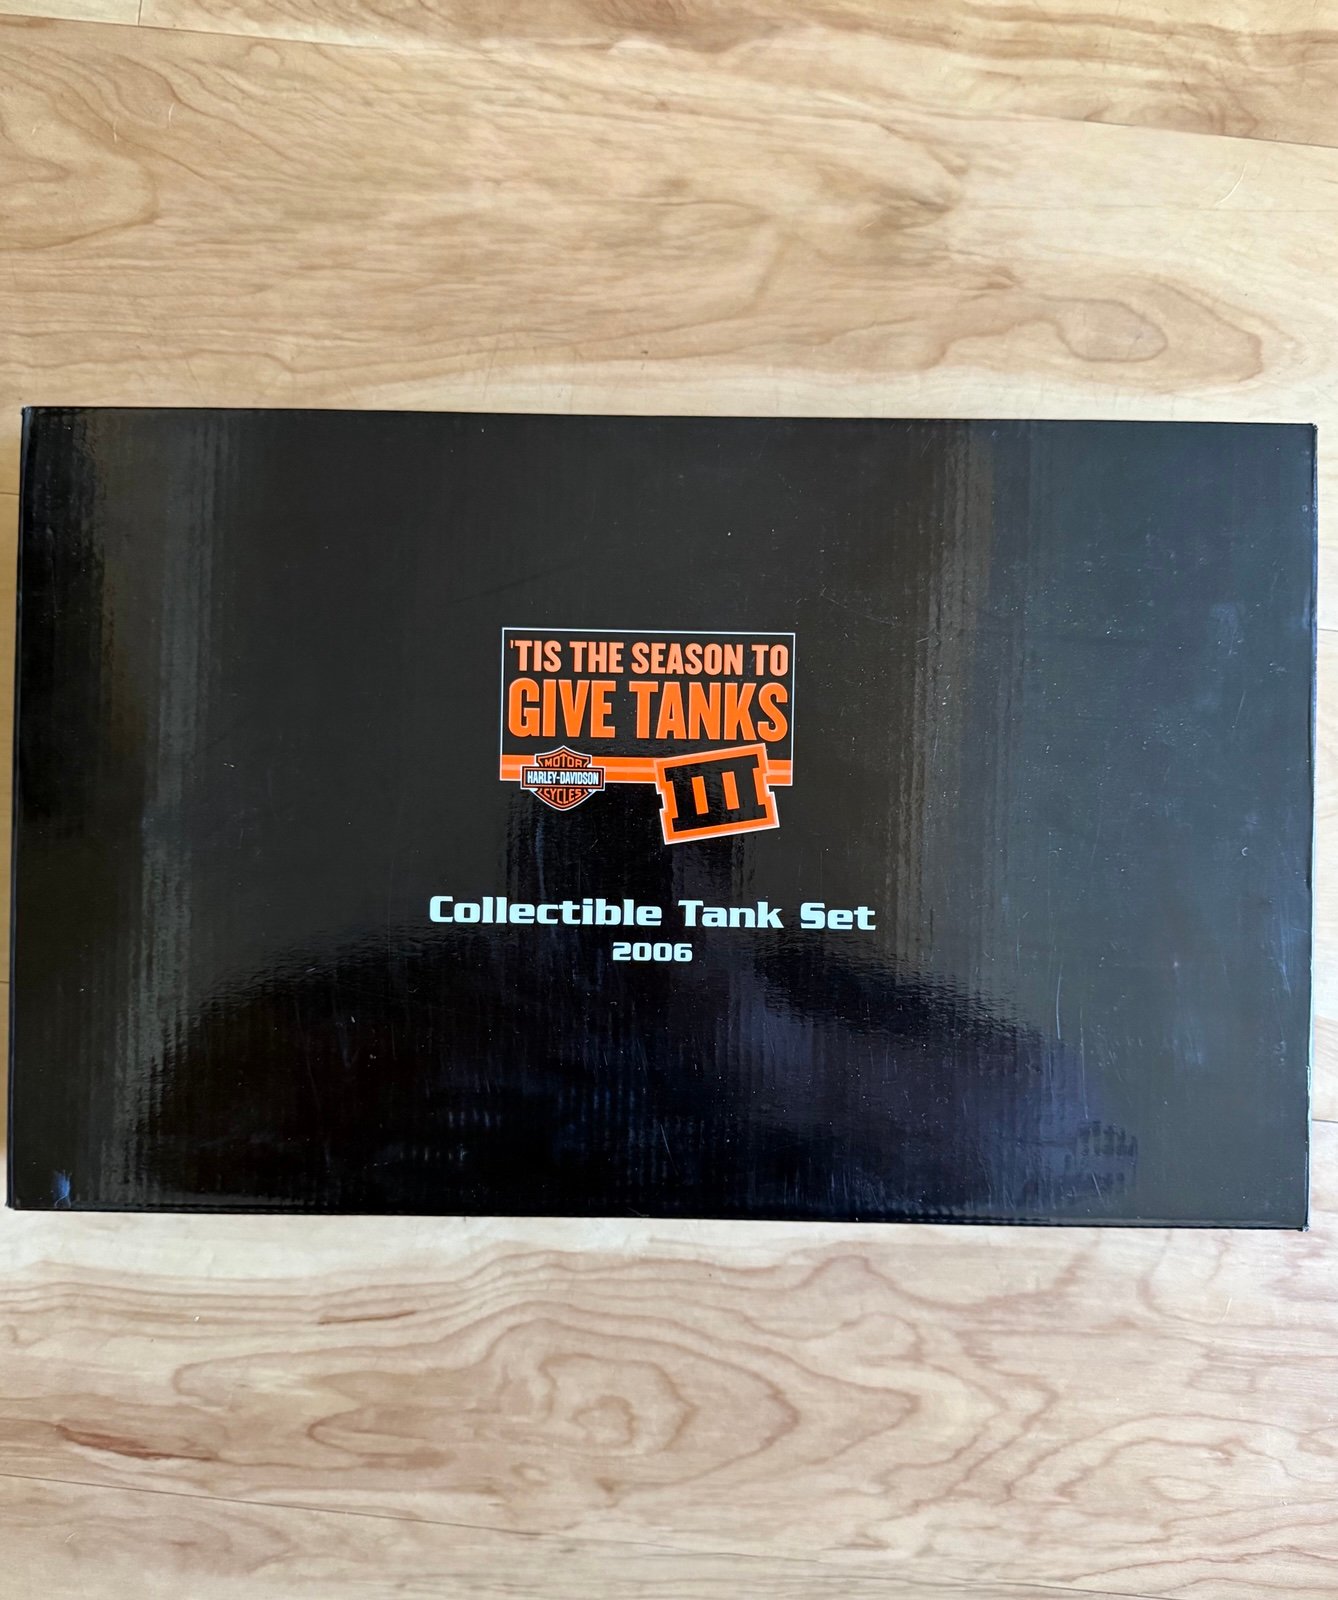 'TIS THE SEASON TO
GIVE TANKS
MOTOR
HARLEY-DAVIDSON
CYCLES
III
Collectible Tank Set
2006